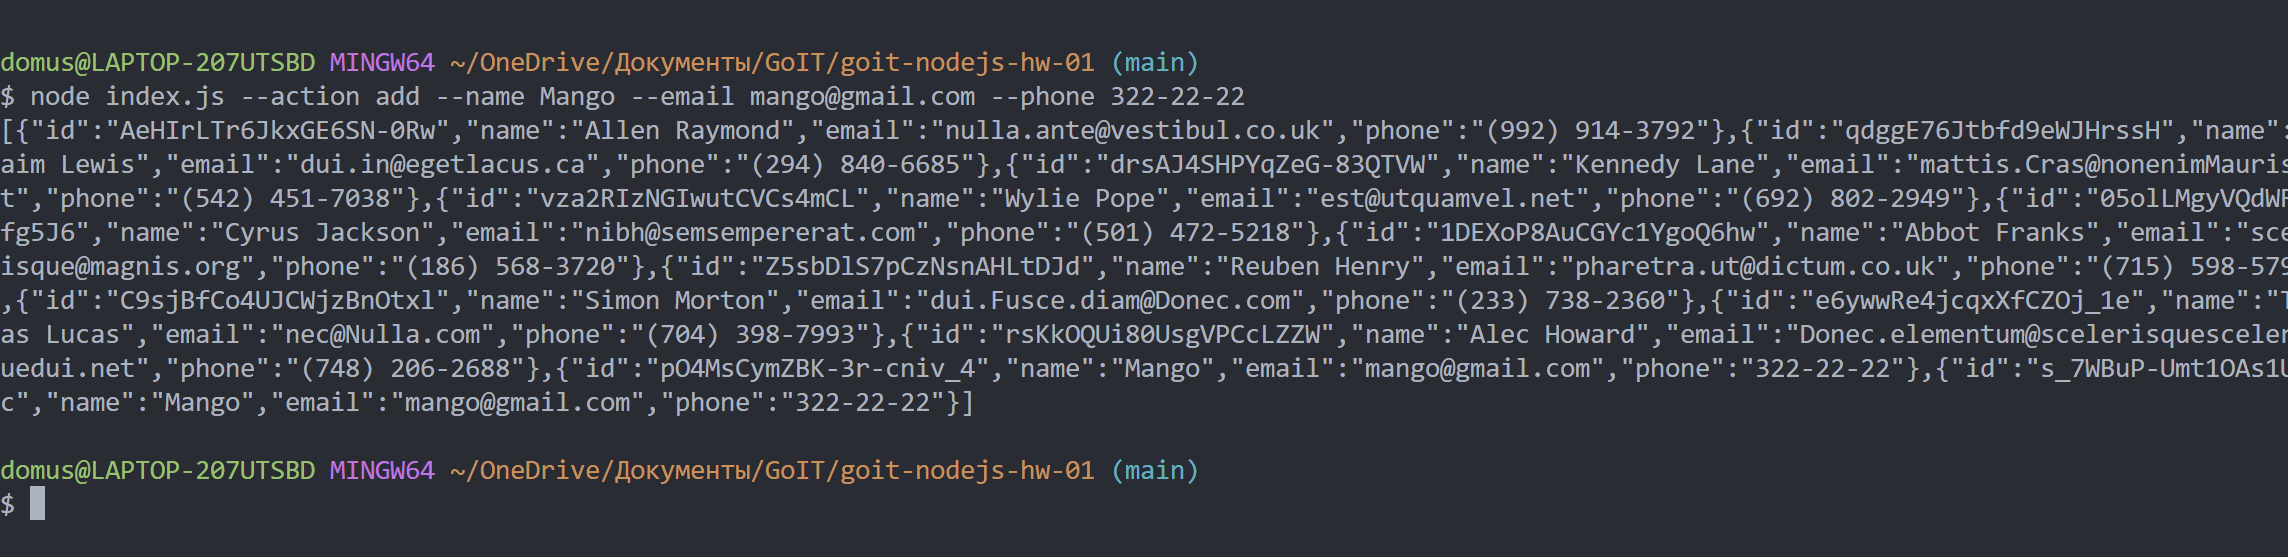 domus@LAPTOP-207UTSBD MINGW64 ~/OneDrive/Документы/GoIT/goit-nodejs-hw-01 (main)
$ node index.js --action add --name Mango --email mango@gmail.com --phone 322-22-22
[{"id":"AeHIrLTr6JkxGE6SN-0Rw","name":"Allen Raymond","email":"nulla.ante@vestibul.co.uk","phone":"(992) 914-3792"},{"id":"qdggE76Jtbfd9eWJHrssH","name":
aim Lewis","email":"dui.in@egetlacus.ca","phone":"(294) 840-6685"},{"id":"drsAJ4SHPYqZeG-83QTVW","name":"Kennedy Lane","email":"mattis.Cras@nonenimMauris
t","phone":"(542) 451-7038"},{"id":"vza2RIzNGIwutCVCs4mCL","name":"Wylie Pope","email":"est@utquamvel.net","phone":"(692) 802-2949"},{"id":"05olLMgyVQdW
fg5J6","name":"Cyrus Jackson","email":"nibh@semsempererat.com","phone":"(501) 472-5218"},{"id":"1DEXoP8AuCGYc1YgoQ6hw","name":"Abbot Franks","email":"sce
isque@magnis.org","phone":"(186) 568-3720"},{"id":"Z5sbDlS7pCzNsnAHLtDJd","name":"Reuben Henry","email":"pharetra.ut@dictum.co.uk","phone":"(715) 598-579
,{"id":"C9sjBfCo4UJCWjzBnOtxl","name":"Simon Morton","email":"dui.Fusce.diam@Donec.com","phone":"(233) 738-2360"},{"id":"e6ywwRe4jcqxXfCZOj_1e","name":"T
as Lucas","email":"nec@Nulla.com","phone":"(704) 398-7993"},{"id":"rsKkOQUi80UsgVPCcLZZW","name":"Alec Howard","email":"Donec.elementum@scelerisquesceler
uedui.net","phone":"(748) 206-2688"},{"id":"pO4MsCymZBK-3r-cniv_4","name":"Mango","email":"mango@gmail.com","phone":"322-22-22"},{"id":"s_7WBuP-Umt1OAs1U
c","name":"Mango","email":"mango@gmail.com","phone":"322-22-22"}]
domus@LAPTOP-207UTSBD MINGW64 ~/OneDrive/Документы/GoIT/goit-nodejs-hw-01 (main)
$